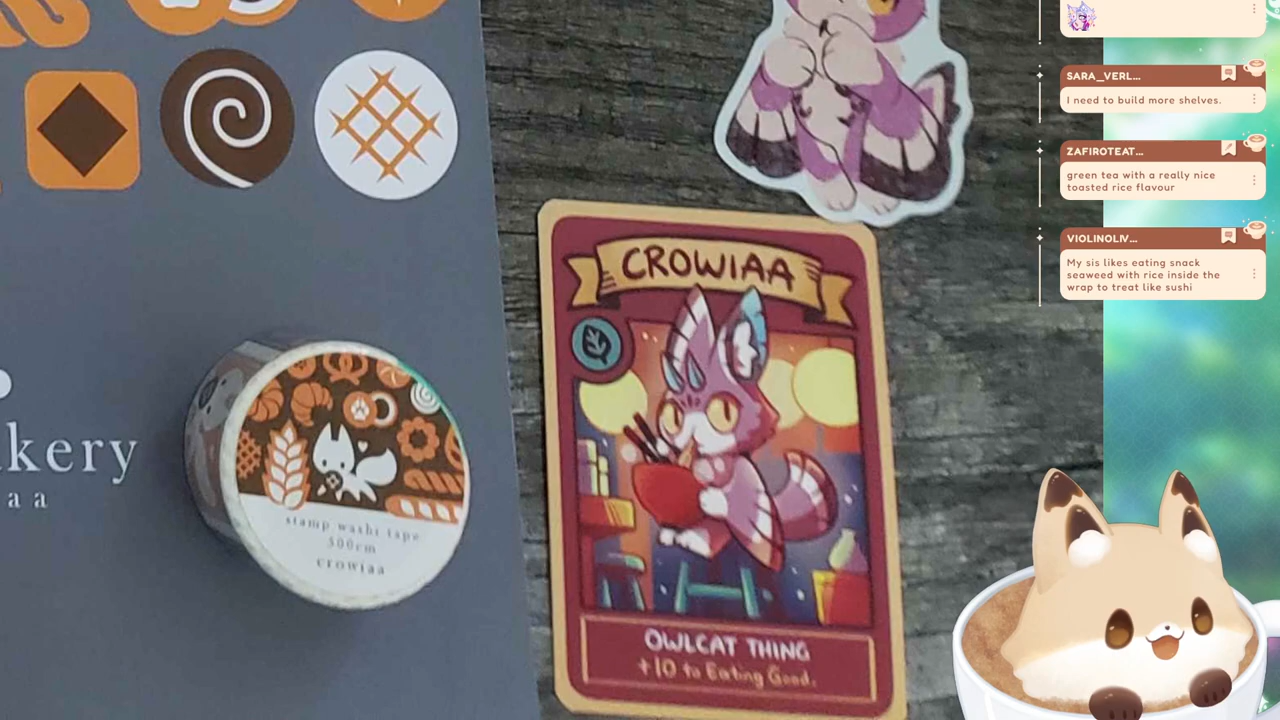 SARA_VERL...
I need to build more shelves.
ZAFIROTEAT...
green tea with a really nice
toasted rice flavour
VIOLINOLIV...
My sis likes eating snack
seaweed with rice inside the
wrap to treat like sushi
CROWIAA
kery
aa
stamp washi tape
500cm
crowiaa
OWLCAT THING
+10 to Eating Good.